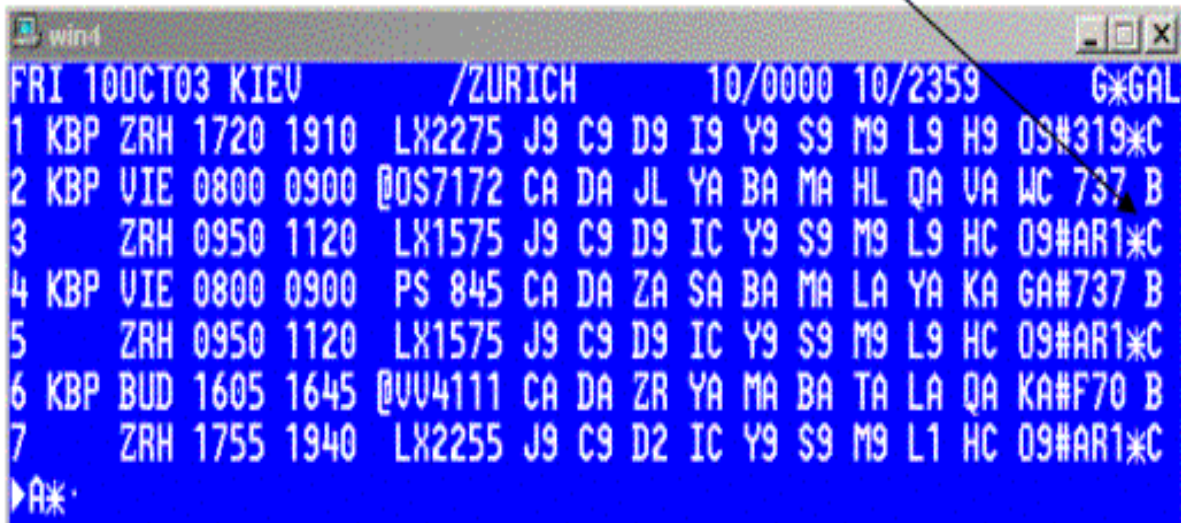 win4
FRI 10OCT03 KIEV /ZURICH 10/0000 10/2359 G*GAL
1 KBP ZRH 1720 1910 LX2275 J9 C9 D9 I9 Y9 S9 M9 L9 H9 O9#319*C
2 KBP VIE 0800 0900 @OS7172 CA DA JL YA BA MA HL QA VA WC 737 B
3 ZRH 0950 1120 LX1575 J9 C9 D9 IC Y9 S9 M9 L9 HC O9#AR1*C
4 KBP VIE 0800 0900 PS 845 CA DA ZA SA BA MA LA YA KA GA#737 B
5 ZRH 0950 1120 LX1575 J9 C9 D9 IC Y9 S9 M9 L9 HC O9#AR1*C
6 KBP BUD 1605 1645 @VV4111 CA DA ZR YA MA BA TA LA QA KA#F70 B
7 ZRH 1755 1940 LX2255 J9 C9 D2 IC Y9 S9 M9 L1 HC O9#AR1*C
▶A*·